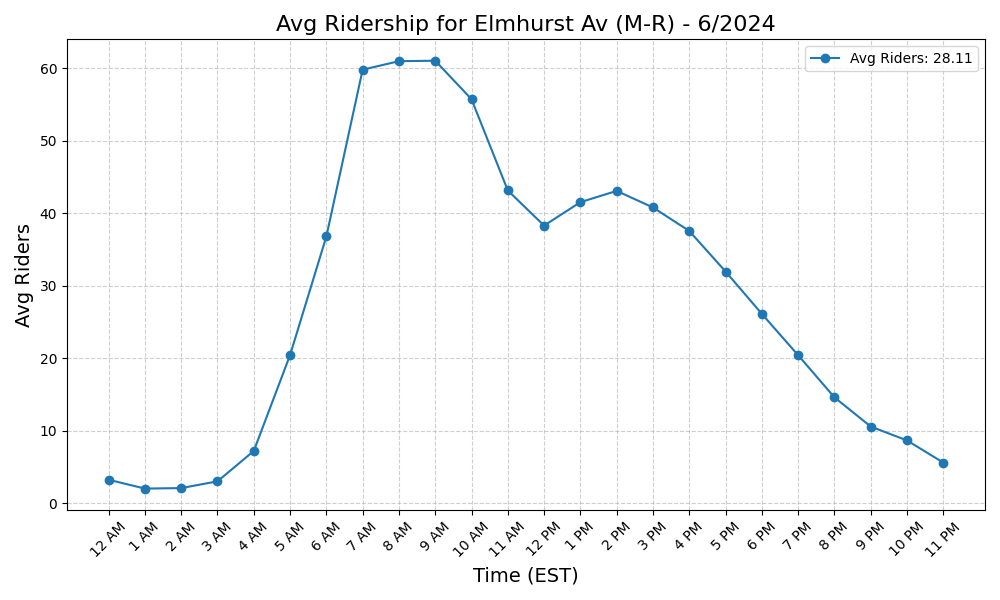 Avg Ridership for Elmhurst Av (M-R) - 6/2024
Avg Riders: 28.11
Avg Riders
60
50
40
30
20
10
0
12 AM
1 AM
2 AM
3 AM
4 AM
5 AM
6 AM
7 AM
8 AM
9 AM
10 AM
11 AM
12 PM
1 PM
2 PM
3 PM
4 PM
5 PM
6 PM
7 PM
8 PM
9 PM
10 PM
11 PM
Time (EST)